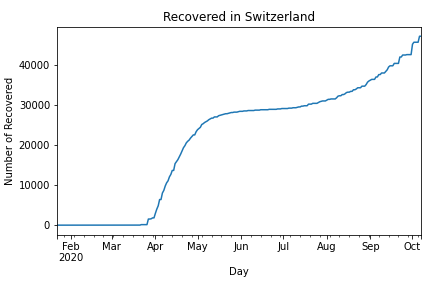 Recovered in Switzerland
Number of Recovered
40000
30000
20000
10000
0
Feb Mar Apr May Jun Jul Aug Sep Oct
2020
Day